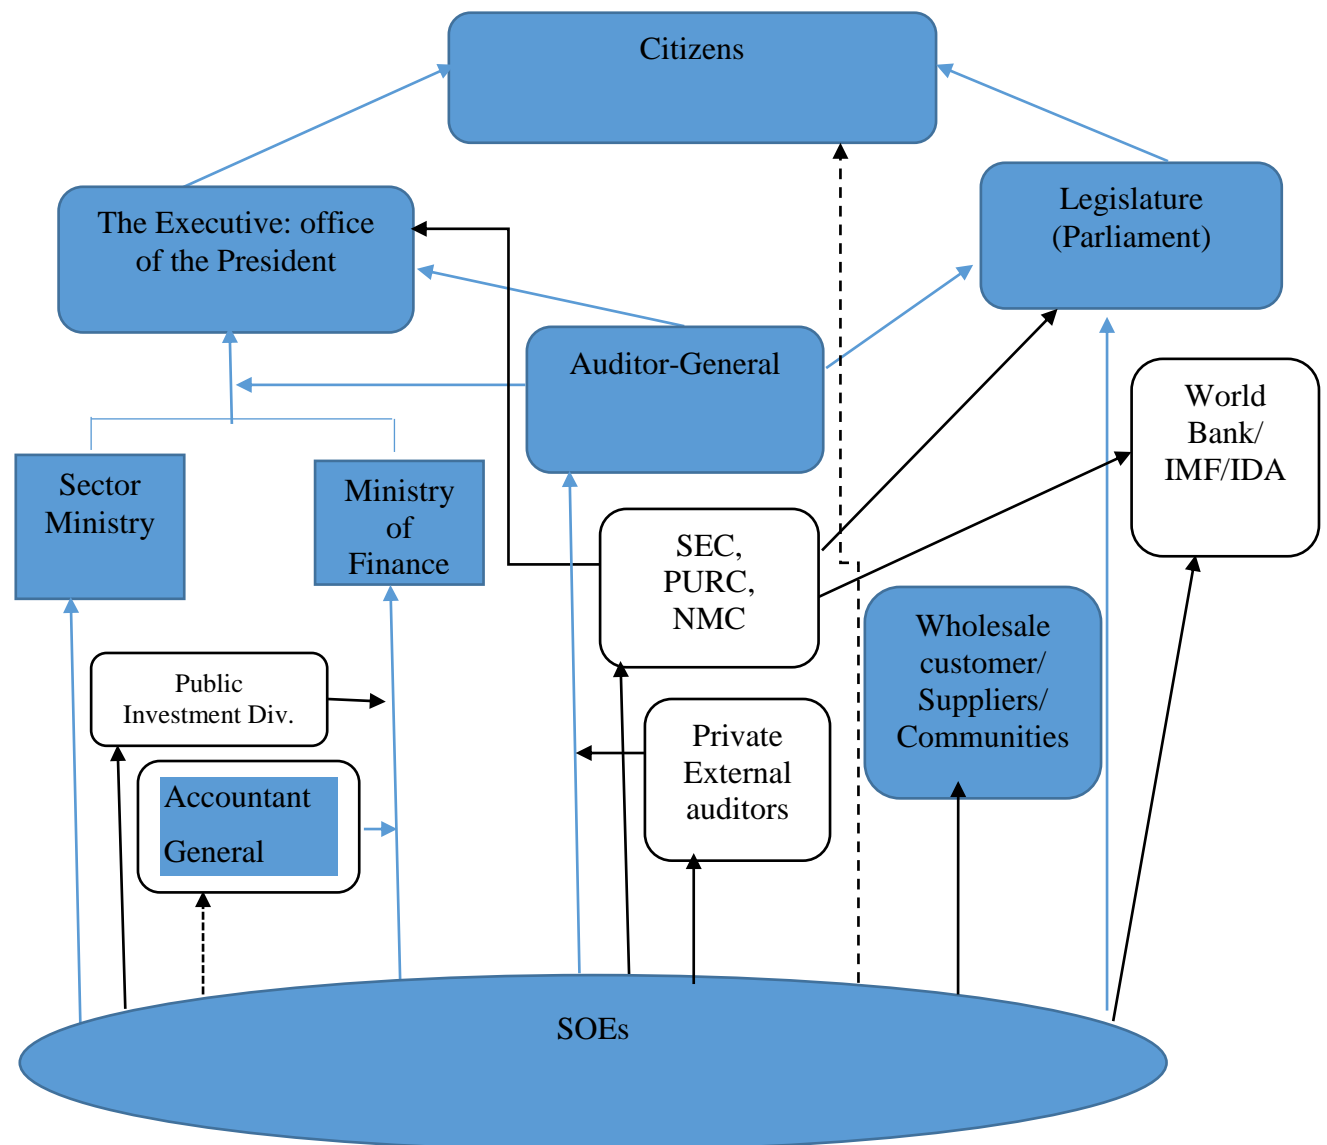 Citizens
The Executive: office
of the President
Legislature
(Parliament)
Auditor-General
World
Bank/
IMF/IDA
Sector
Ministry
Ministry
of
Finance
SEC,
PURC,
NMC
Wholesale
customer/
Suppliers/
Communities
Public
Investment Div.
Private
External
auditors
Accountant
General
SOEs